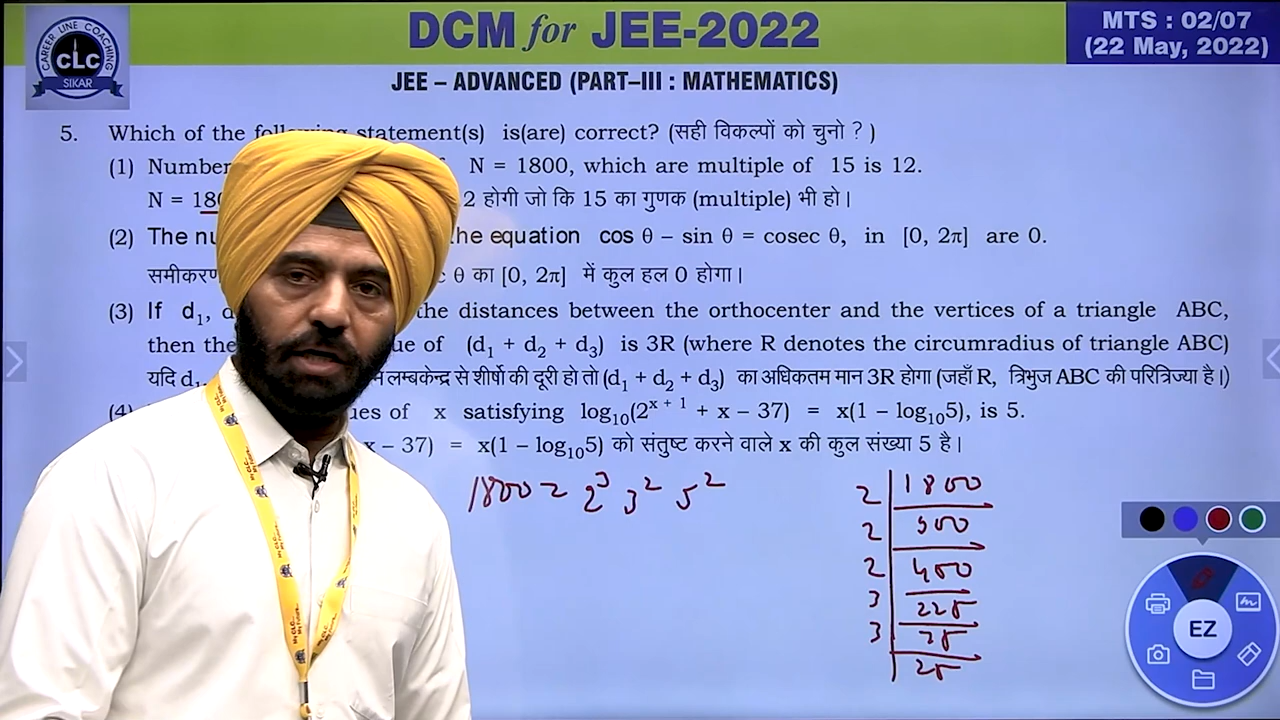 CAREER LINE COACHING
CLC
SIKAR
DCM for JEE-2022
MTS : 02/07
(22 May, 2022)
JEE – ADVANCED (PART–III : MATHEMATICS)
5. Which of the following statement(s) is(are) correct? (सही विकल्पों को चुनो ? )
(1) Number N = 1800, which are multiple of 15 is 12.
N = 180 2 होगी जो कि 15 का गुणक (multiple) भी हो।
(2) The nu the equation cos θ – sin θ = cosec θ, in [0, 2π] are 0.
समीकरण c θ का [0, 2π] में कुल हल 0 होगा।
(3) If d₁, d the distances between the orthocenter and the vertices of a triangle ABC,
then the ue of (d₁ + d₂ + d₃) is 3R (where R denotes the circumradius of triangle ABC)
यदि d₁, लम्बकेन्द्र से शीर्षो की दूरी हो तो (d₁ + d₂ + d₃) का अधिकतम मान 3R होगा (जहाँ R, त्रिभुज ABC की परित्रिज्या है।)
(4) ues of x satisfying log₁₀(2ˣ⁺¹ + x – 37) = x(1 – log₁₀5), is 5.
x – 37) = x(1 – log₁₀5) को संतुष्ट करने वाले x की कुल संख्या 5 है।
1800 = 2³ 3² 5²
2 1800
2 900
2 450
3 225
3 75
25
EZ